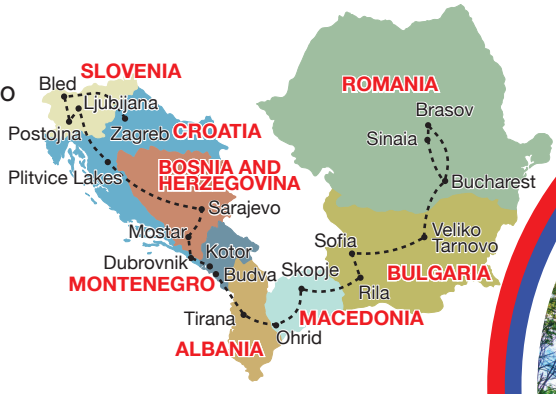 SLOVENIA
Bled
O
Ljubijana
Postojna
Zagreb
CROATIA
Plitvice Lakes
BOSNIA AND
HERZEGOVINA
Sarajevo
Mostar
Dubrovnik
Kotor
Budva
MONTENEGRO
Tirana
ALBANIA
Ohrid
Skopje
MACEDONIA
Sofia
Rila
BULGARIA
Veliko
Tarnovo
ROMANIA
Brasov
Sinaia
Bucharest